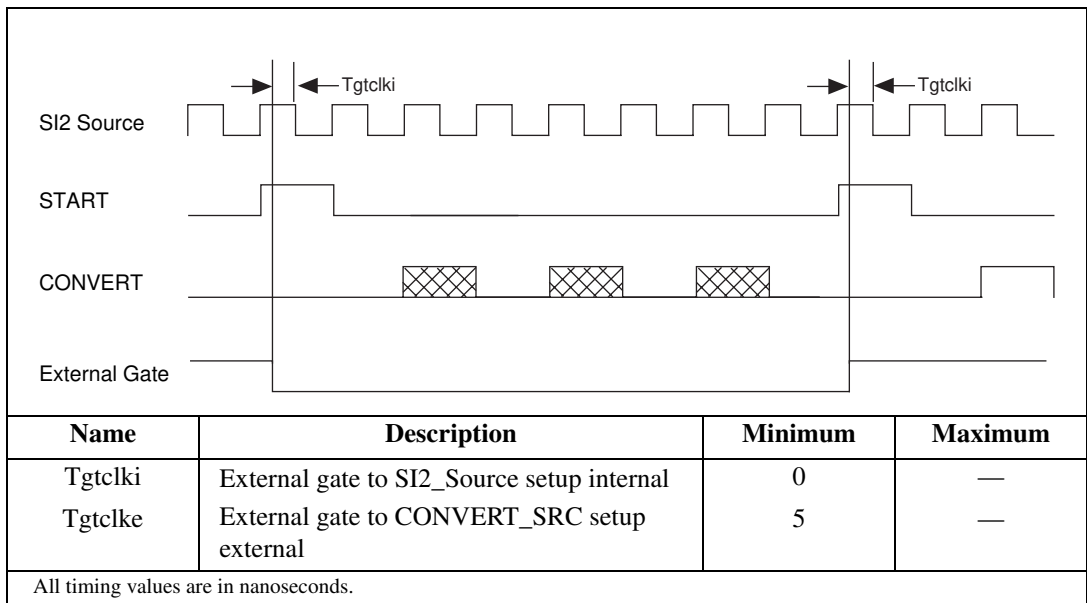 Tgtclki Tgtclki
SI2 Source
START
CONVERT
External Gate
Name Description Minimum Maximum
Tgtclki External gate to SI2_Source setup internal 0 —
Tgtclke External gate to CONVERT_SRC setup external 5 —
All timing values are in nanoseconds.